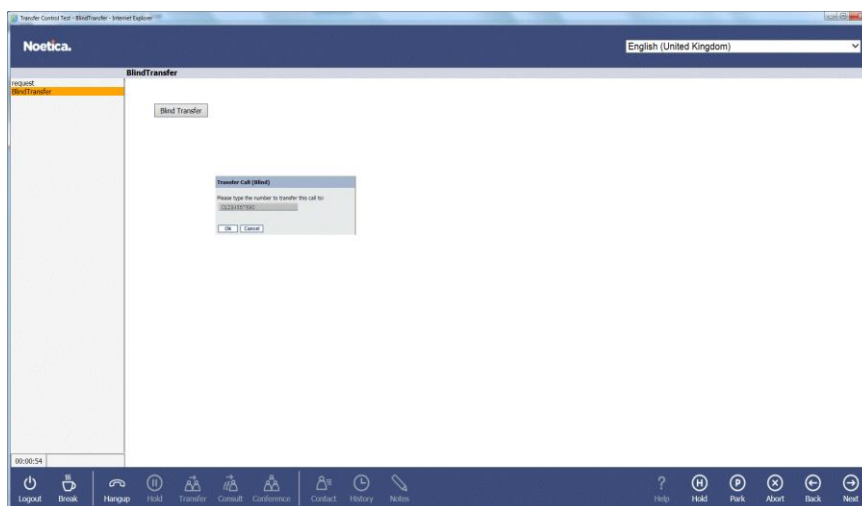 Transfer Control Test - BlindTransfer - Internet Explorer
Noetica.
English (United Kingdom)
BlindTransfer
request
BlindTransfer
Blind Transfer
Transfer Call (Blind)
Please type the number to transfer this call to:
Ok Cancel
00:00:54
Logout Break Hangup Hold Transfer Consult Conference Contact History Notes Help Hold Park Abort Back Next